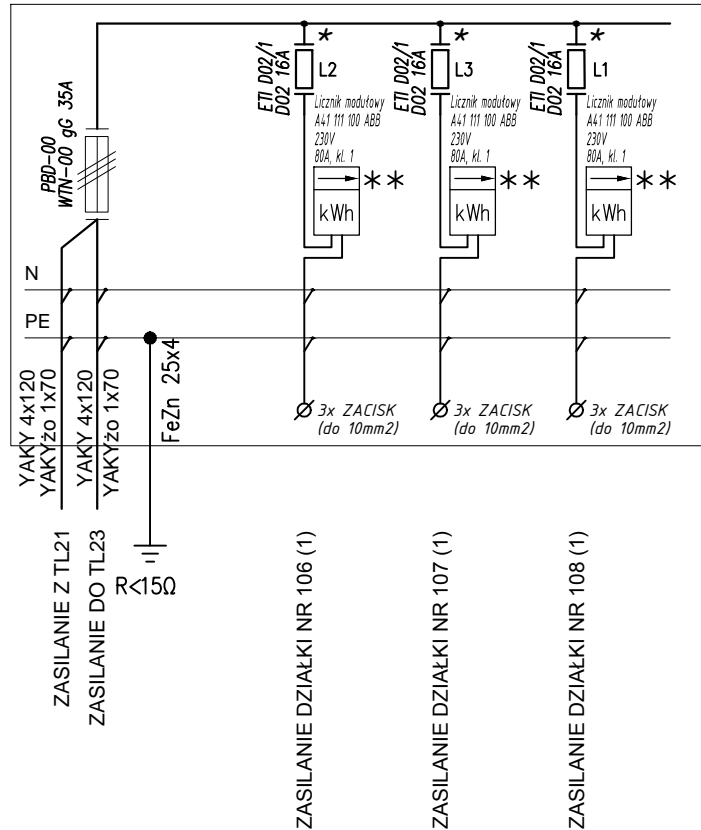 PBD-00
WTN-00 gG 35A
ETI D02/1
D02 16A
*
L2
Licznik modułowy
A41 111 100 ABB
230V
80A, kl. 1
**
kWh
ETI D02/1
D02 16A
*
L3
Licznik modułowy
A41 111 100 ABB
230V
80A, kl. 1
**
kWh
ETI D02/1
D02 16A
*
L1
Licznik modułowy
A41 111 100 ABB
230V
80A, kl. 1
**
kWh
N
PE
YAKY 4x120
YAKYżo 1x70
YAKY 4x120
YAKYżo 1x70
FeZn 25x4
3x ZACISK
(do 10mm2)
3x ZACISK
(do 10mm2)
3x ZACISK
(do 10mm2)
R<15Ω
ZASILANIE Z TL21
ZASILANIE DO TL23
ZASILANIE DZIAŁKI NR 106 (1)
ZASILANIE DZIAŁKI NR 107 (1)
ZASILANIE DZIAŁKI NR 108 (1)